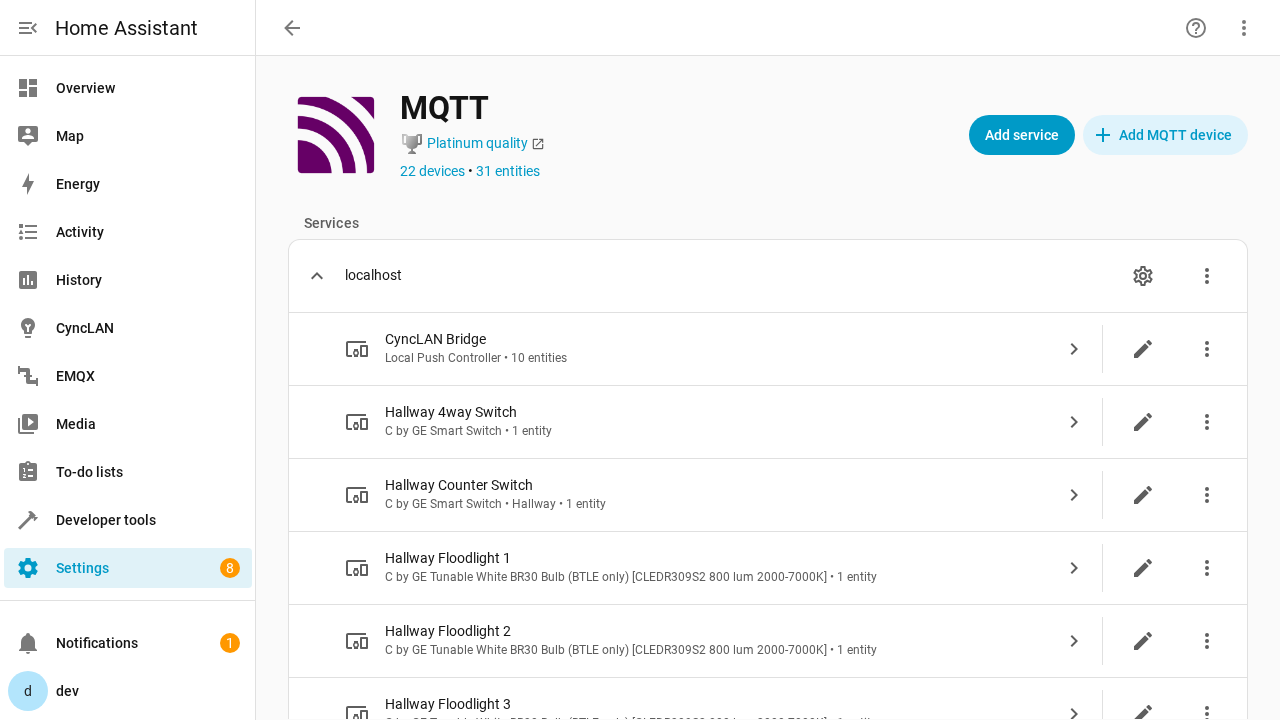 Home Assistant
Overview
Map
Energy
Activity
History
CyncLAN
EMQX
Media
To-do lists
Developer tools
Settings 8
Notifications 1
d dev
MQTT
Platinum quality
22 devices • 31 entities
Add service
Add MQTT device
Services
localhost
CyncLAN Bridge
Local Push Controller • 10 entities
Hallway 4way Switch
C by GE Smart Switch • 1 entity
Hallway Counter Switch
C by GE Smart Switch • Hallway • 1 entity
Hallway Floodlight 1
C by GE Tunable White BR30 Bulb (BTLE only) [CLEDR309S2 800 lum 2000-7000K] • 1 entity
Hallway Floodlight 2
C by GE Tunable White BR30 Bulb (BTLE only) [CLEDR309S2 800 lum 2000-7000K] • 1 entity
Hallway Floodlight 3